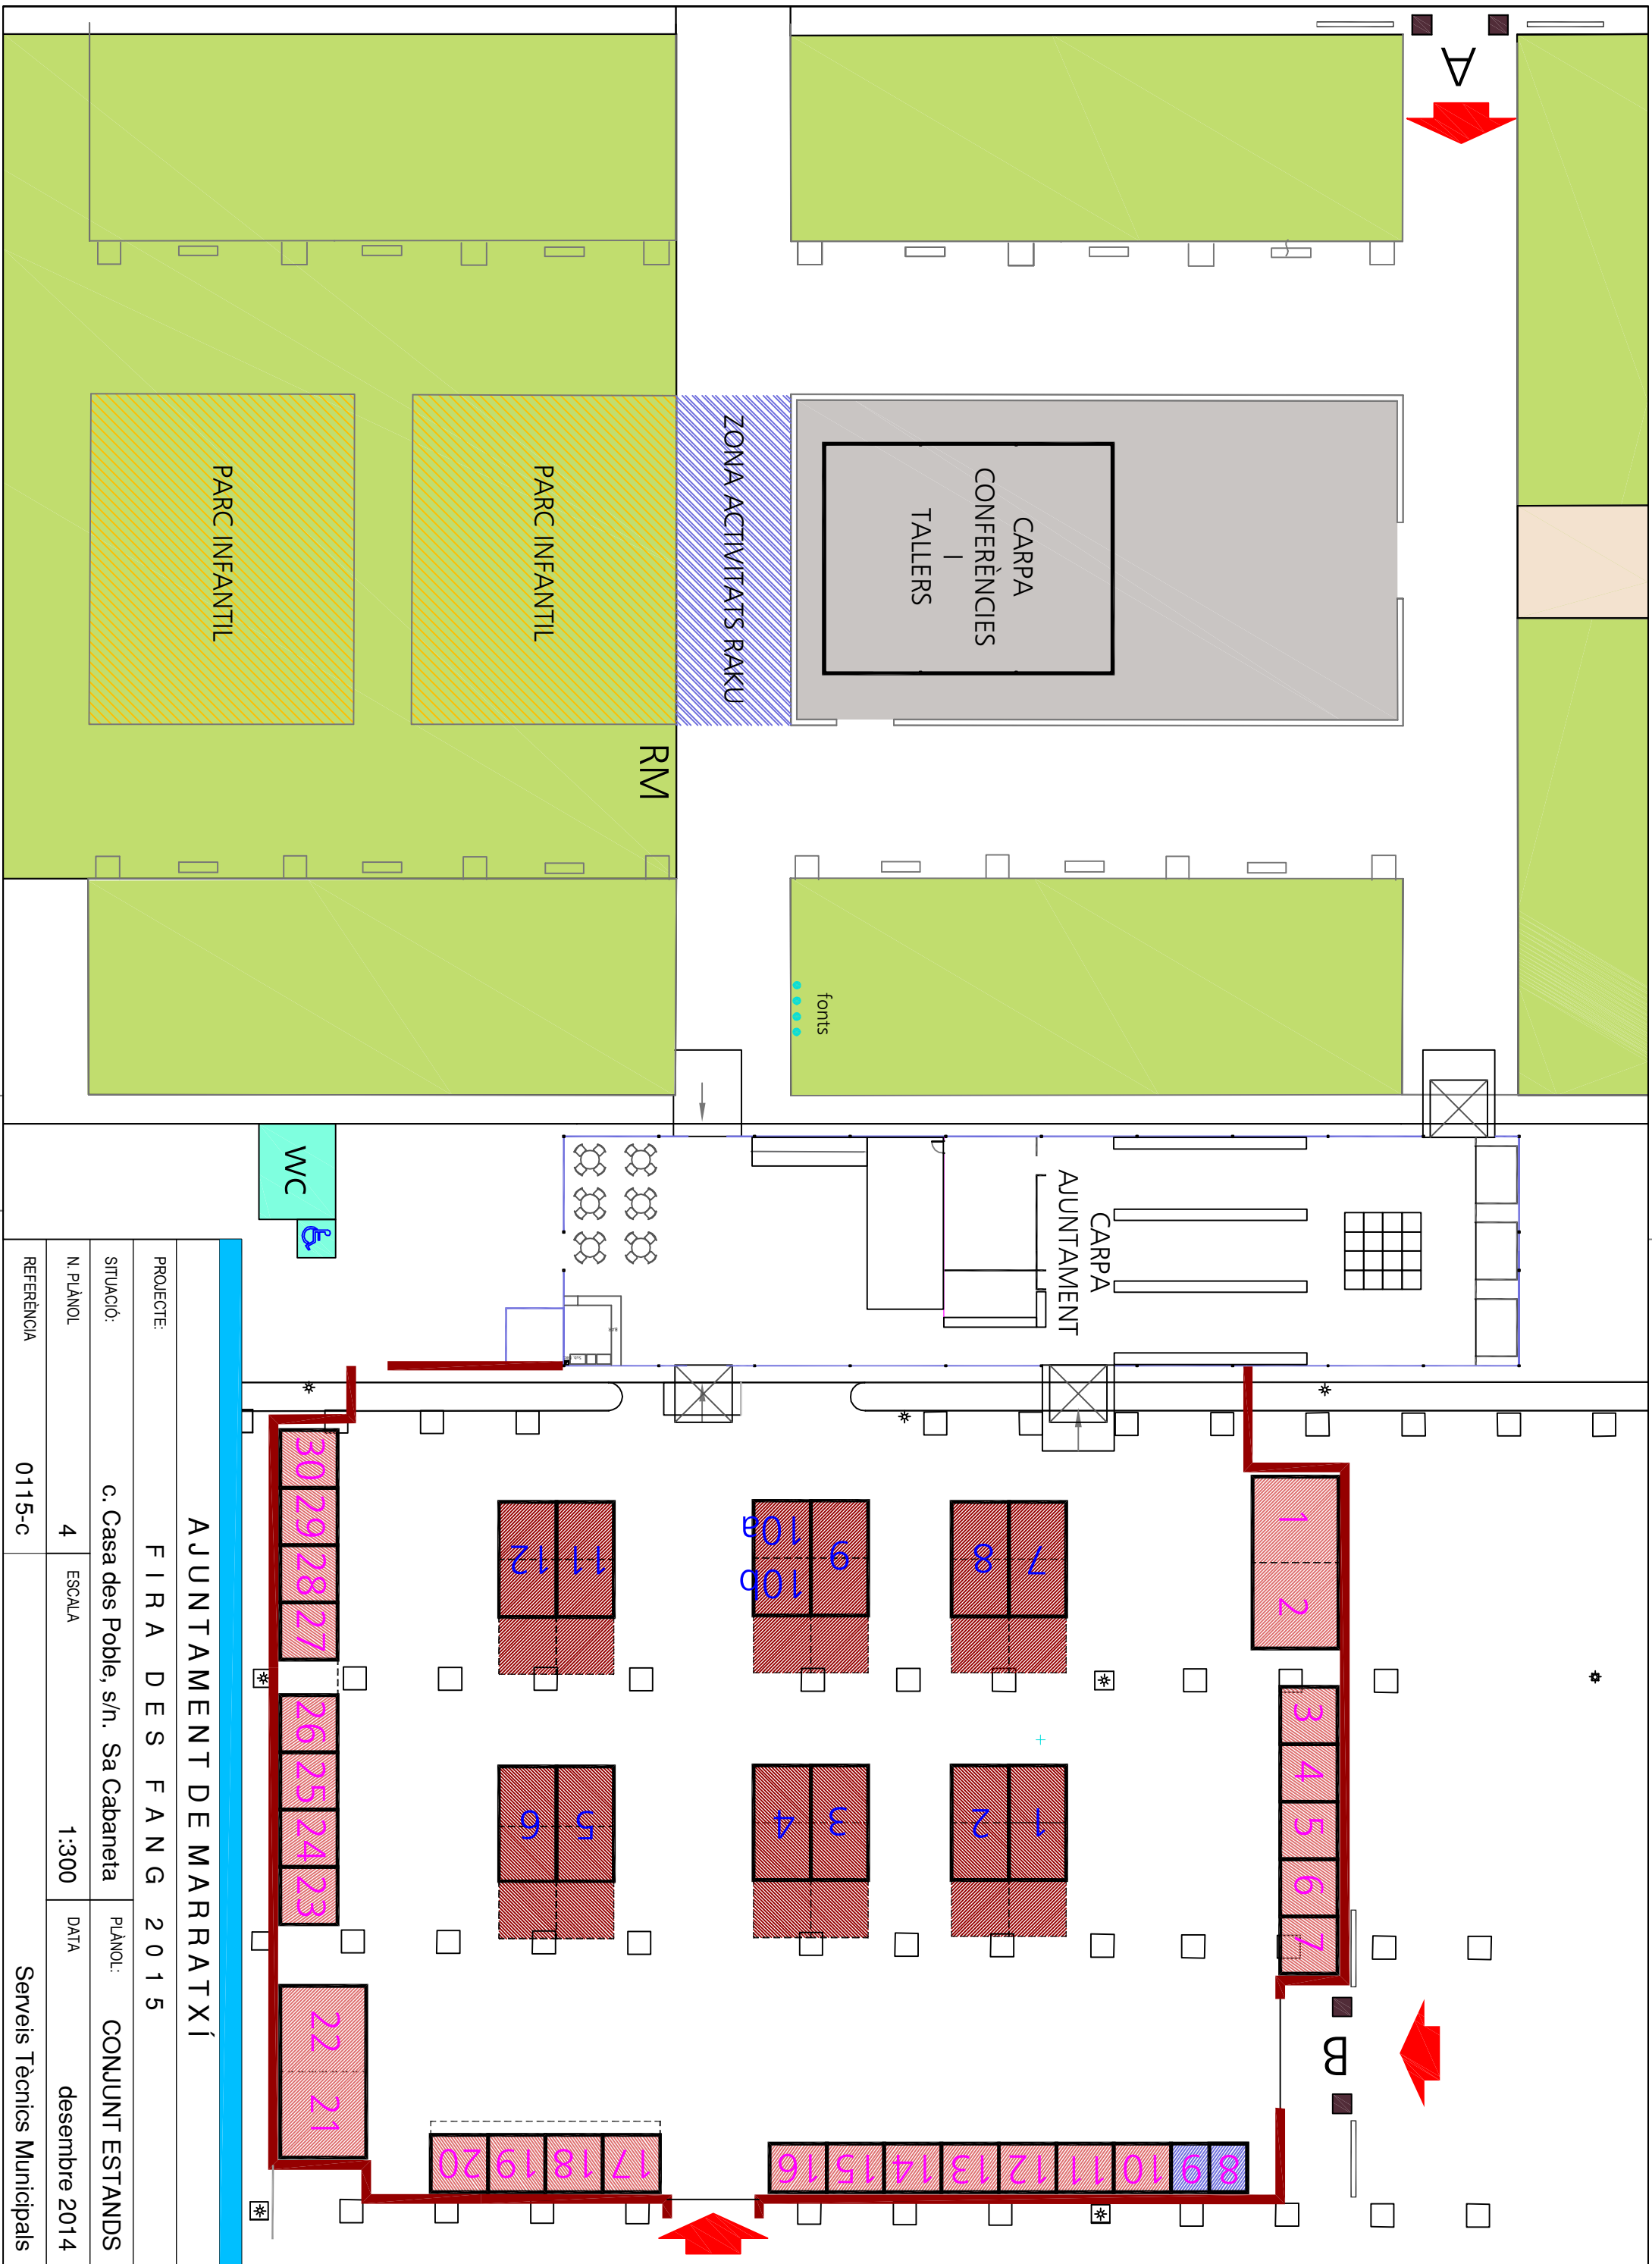 A
PARC INFANTIL
PARC INFANTIL
ZONA ACTIVITATS RAKU
CARPA
CONFERÈNCIES
I
TALLERS
RM
fonts
WC
CARPA
AJUNTAMENT
30
29
28
27
26
25
24
23
22
21
12
11
10a
10b
9
8
7
6
5
4
3
2
1
1
2
3
4
5
6
7
B
20
19
18
17
16
15
14
13
12
11
10
9
8
AJUNTAMENT DE MARRATXÍ
PROJECTE:
FIRA DES FANG 2015
SITUACIÓ: c. Casa des Poble, s/n. Sa Cabaneta PLÀNOL: CONJUNT ESTANDS
N. PLÀNOL 4 ESCALA 1:300 DATA desembre 2014
REFERÈNCIA 0115-c Serveis Tècnics Municipals